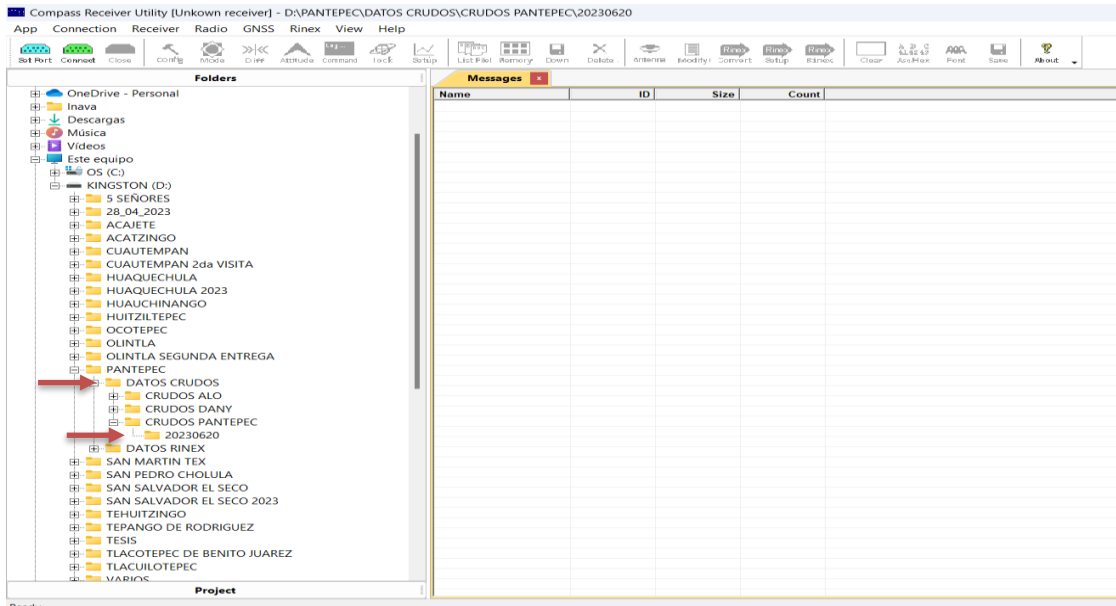 Compass Receiver Utility [Unkown receiver] - D:\PANTEPEC\DATOS CRUDOS\CRUDOS PANTEPEC\20230620
App Connection Receiver Radio GNSS Rinex View Help
Set Port Connect Close Config Mode Diff Attitude Command Lock Setup List File Memory Down Delete Antenna Modify Convert Setup Rinex Clear Asc/Hex Font Save About
Folders
Messages
Name ID Size Count
OneDrive - Personal
Inava
Descargas
Música
Vídeos
Este equipo
OS (C:)
KINGSTON (D:)
5 SEÑORES
28_04_2023
ACAJETE
ACATZINGO
CUAUTEMPAN
CUAUTEMPAN 2da VISITA
HUAQUECHULA
HUAQUECHULA 2023
HUAUCHINANGO
HUITZILTEPEC
OCOTEPEC
OLINTLA
OLINTLA SEGUNDA ENTREGA
PANTEPEC
DATOS CRUDOS
CRUDOS ALO
CRUDOS DANY
CRUDOS PANTEPEC
20230620
DATOS RINEX
SAN MARTIN TEX
SAN PEDRO CHOLULA
SAN SALVADOR EL SECO
SAN SALVADOR EL SECO 2023
TEHUITZINGO
TEPANGO DE RODRIGUEZ
TESIS
TLACOTEPEC DE BENITO JUAREZ
TLACUILOTEPEC
VARIOS
Project
Ready